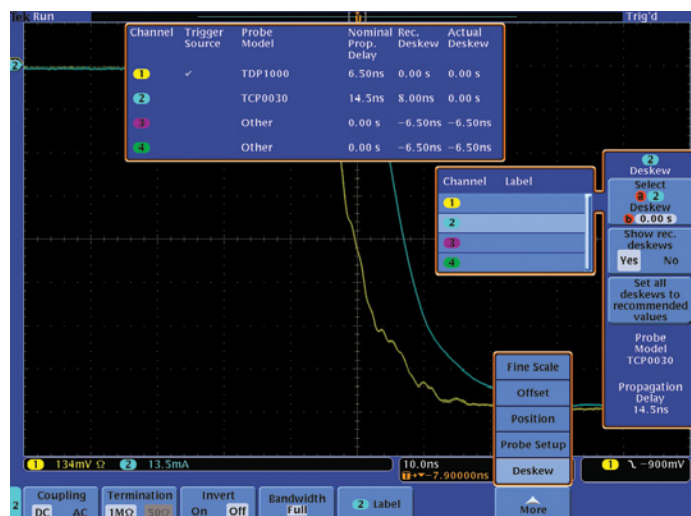 Tek Run Trig'd
Channel Trigger Source Probe Model Nominal Prop. Delay Rec. Deskew Actual Deskew
1 ✓ TDP1000 6.50ns 0.00 s 0.00 s
2 TCP0030 14.5ns 8.00ns 0.00 s
3 Other 0.00 s −6.50ns −6.50ns
4 Other 0.00 s −6.50ns −6.50ns
2
Channel Label
1
2
3
4
2
Deskew
Select
a 2
Deskew
b 0.00 s
Show rec.
deskews
Yes No
Set all
deskews to
recommended
values
Probe
Model
TCP0030
Propagation
Delay
14.5ns
Fine Scale
Offset
Position
Probe Setup
Deskew
1 134mV Ω 2 13.5mA
10.0ns
T→▼−7.90000ns
1 −900mV
2
Coupling
DC AC
Termination
1MΩ 50Ω
Invert
On Off
Bandwidth
Full
2 Label
More